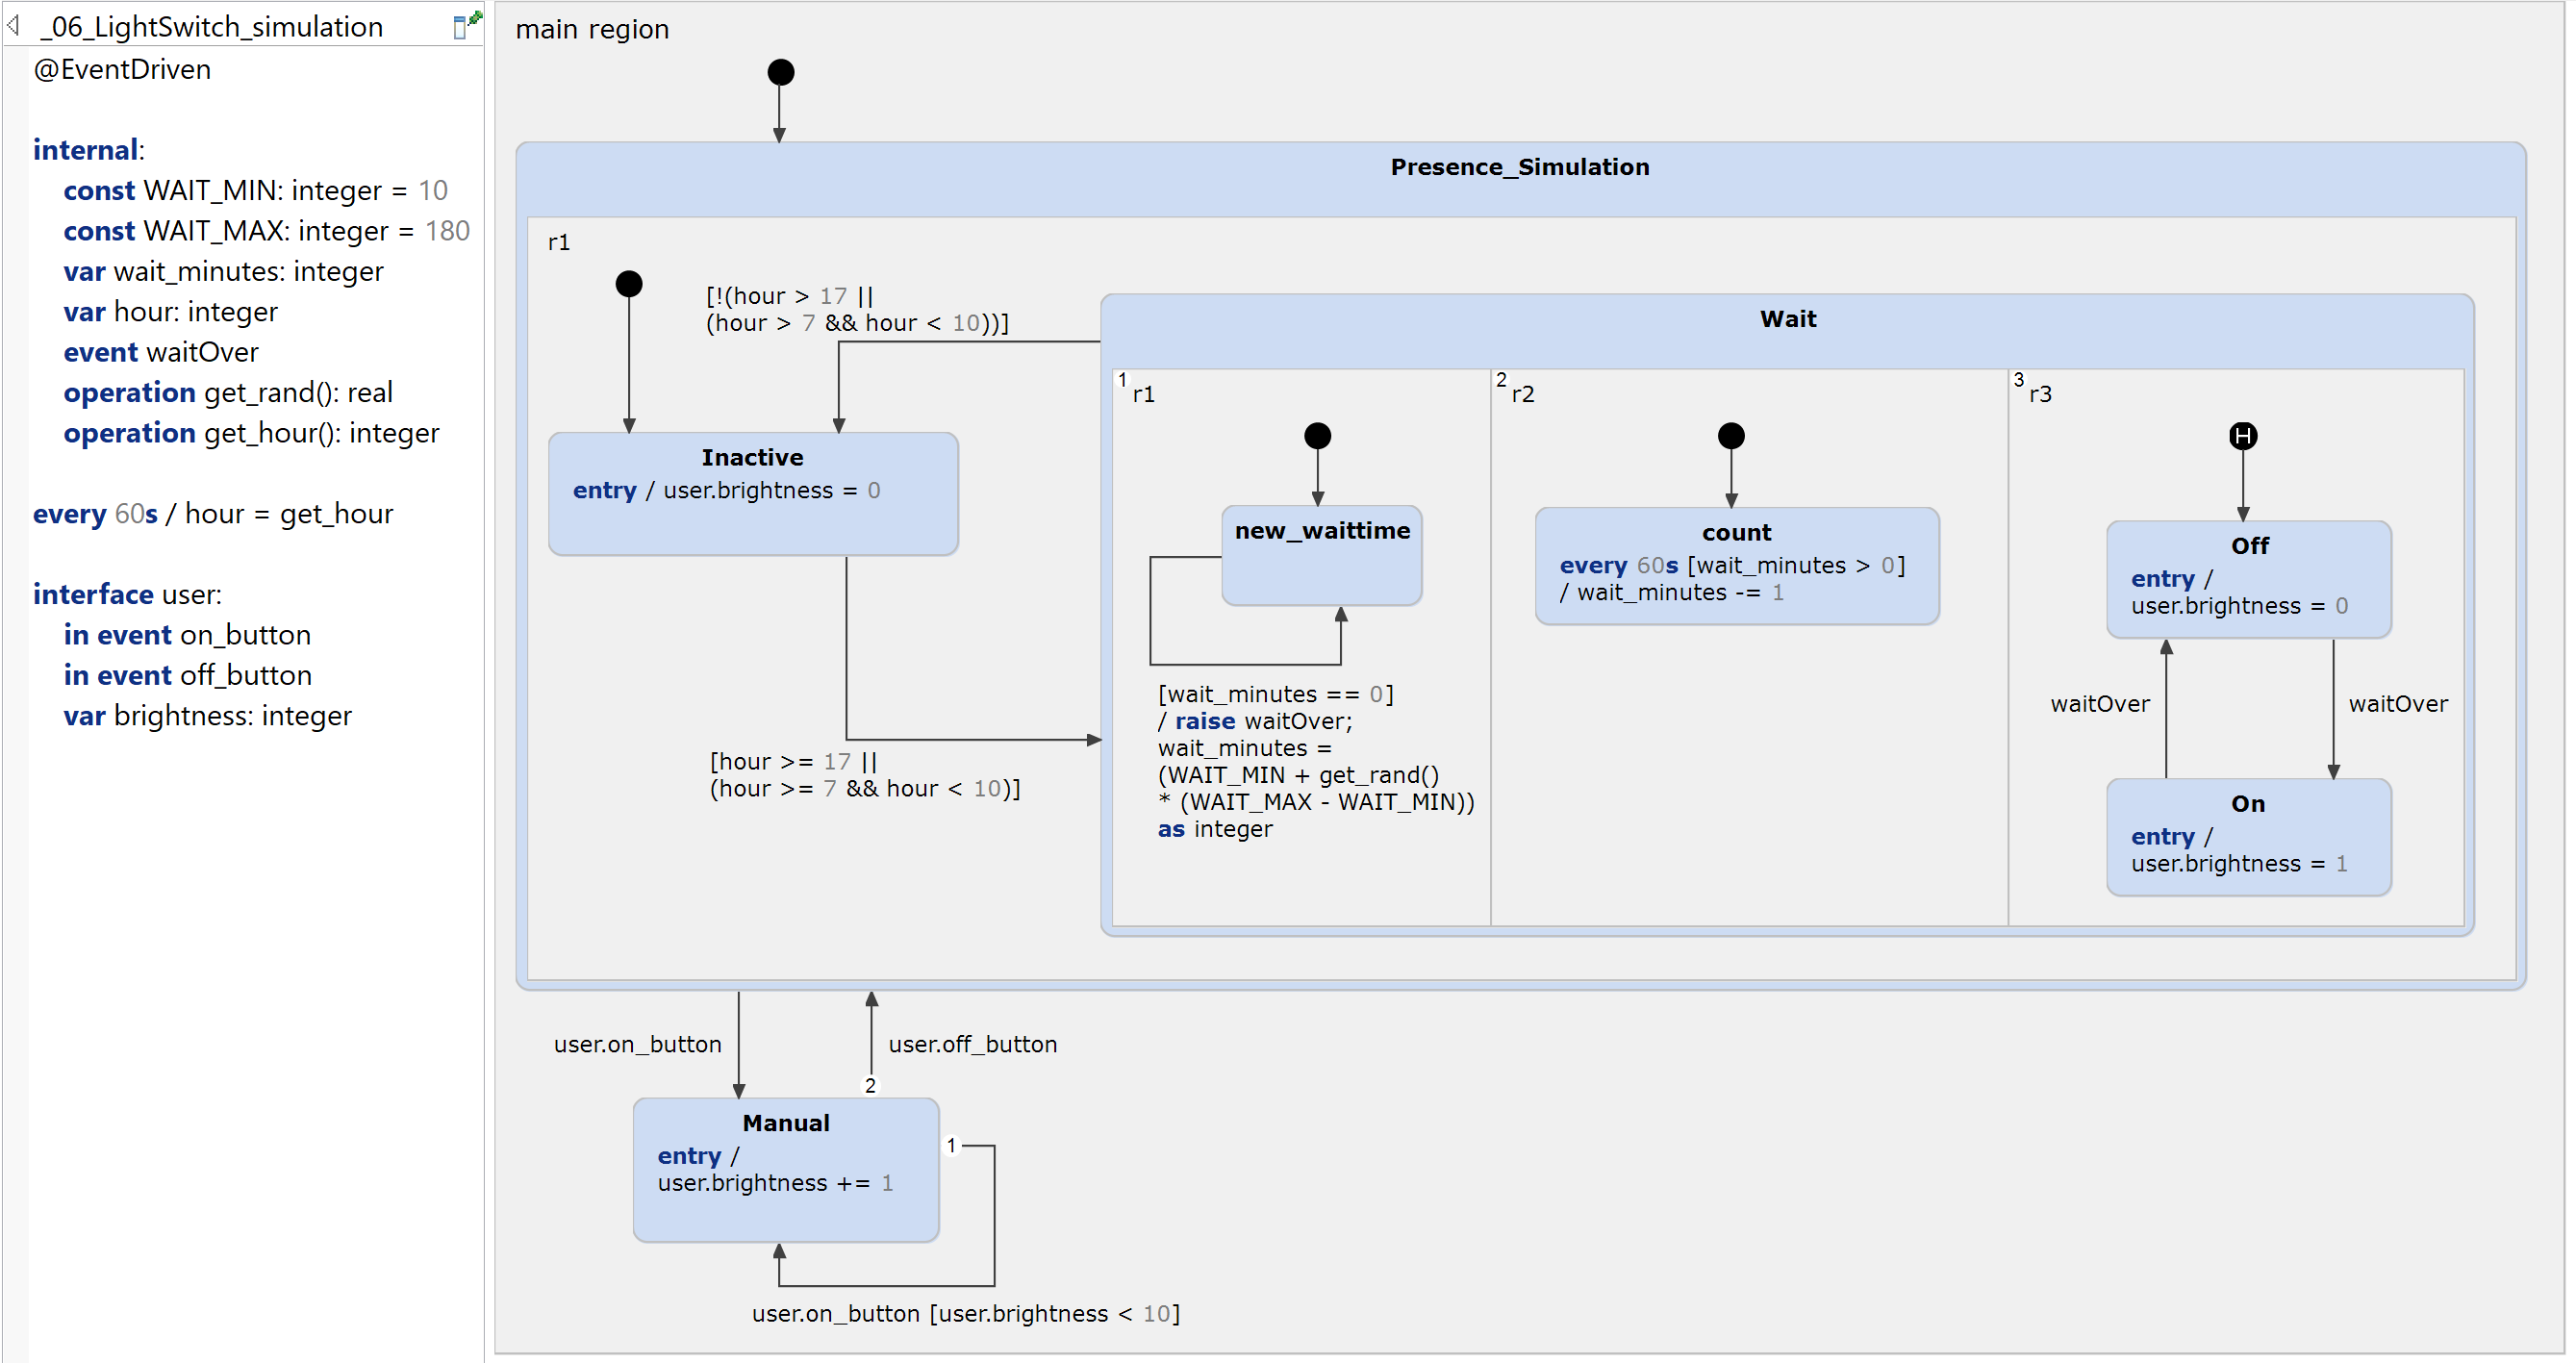 _06_LightSwitch_simulation
@EventDriven
internal:
const WAIT_MIN: integer = 10
const WAIT_MAX: integer = 180
var wait_minutes: integer
var hour: integer
event waitOver
operation get_rand(): real
operation get_hour(): integer
every 60s / hour = get_hour
interface user:
in event on_button
in event off_button
var brightness: integer
main region
Presence_Simulation
r1
[!(hour > 17 ||
(hour > 7 && hour < 10))]
Inactive
entry / user.brightness = 0
[hour >= 17 ||
(hour >= 7 && hour < 10)]
Wait
1
r1
new_waittime
[wait_minutes == 0]
/ raise waitOver;
wait_minutes =
(WAIT_MIN + get_rand()
* (WAIT_MAX - WAIT_MIN))
as integer
2
r2
count
every 60s [wait_minutes > 0]
/ wait_minutes -= 1
3
r3
H
Off
entry /
user.brightness = 0
waitOver
waitOver
On
entry /
user.brightness = 1
user.on_button
user.off_button
2
Manual
entry /
user.brightness += 1
1
user.on_button [user.brightness < 10]